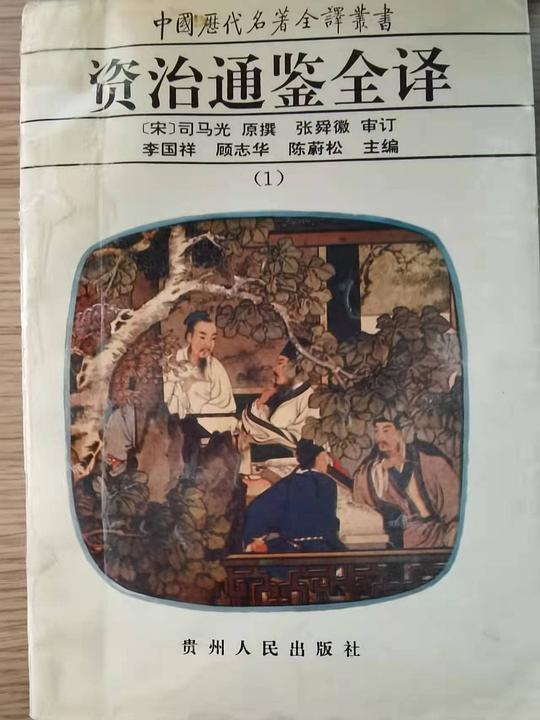 中國歷代名著全譯叢書
资治通鉴全译
〔宋〕司马光 原撰 张舜徽 审订
李国祥 顾志华 陈蔚松 主编
（1）
贵州人民出版社